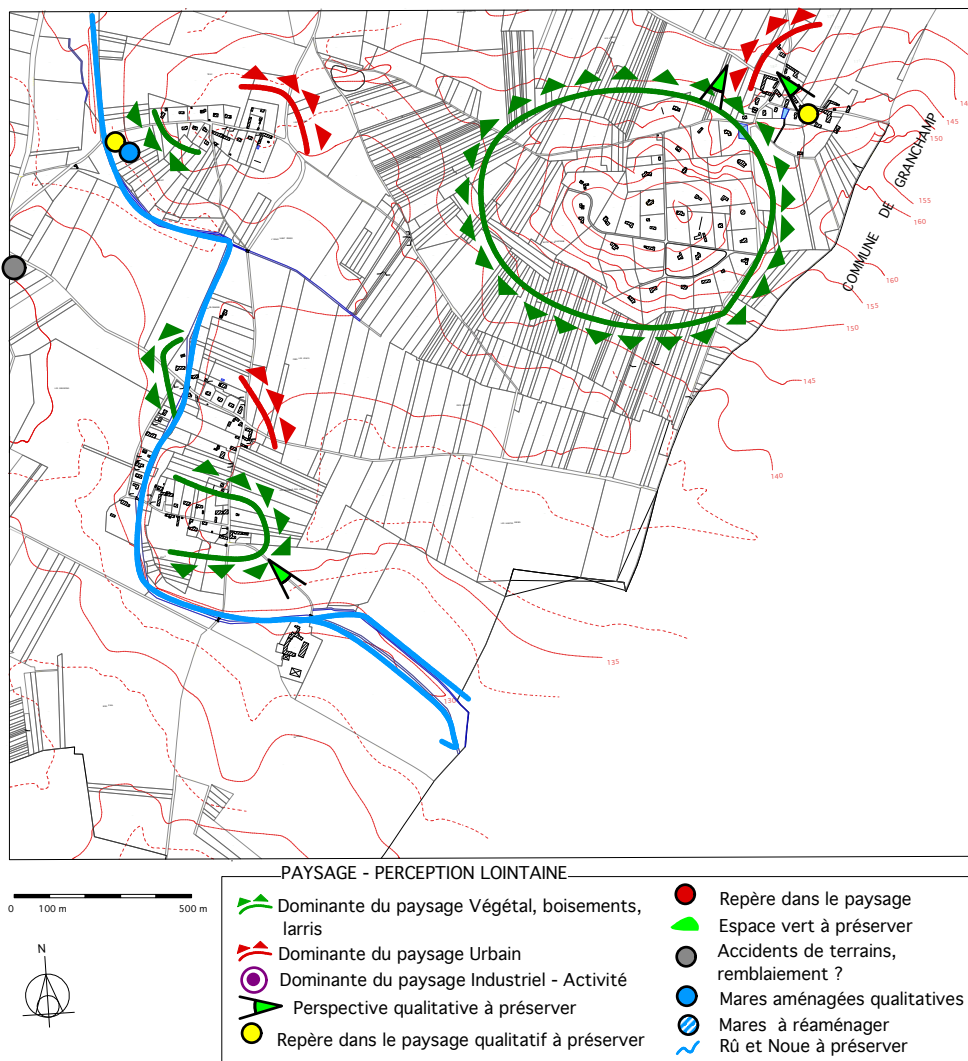 145
150
155
160
COMMUNE DE GRANCHAMP
160
155
150
145
140
135
130
PAYSAGE - PERCEPTION LOINTAINE
0 100 m 500 m
N
Dominante du paysage Végétal, boisements,
larris
Dominante du paysage Urbain
Dominante du paysage Industriel - Activité
Perspective qualitative à préserver
Repère dans le paysage qualitatif à préserver
Repère dans le paysage
Espace vert à préserver
Accidents de terrains,
remblaiement ?
Mares aménagées qualitatives
Mares à réaménager
Rû et Noue à préserver